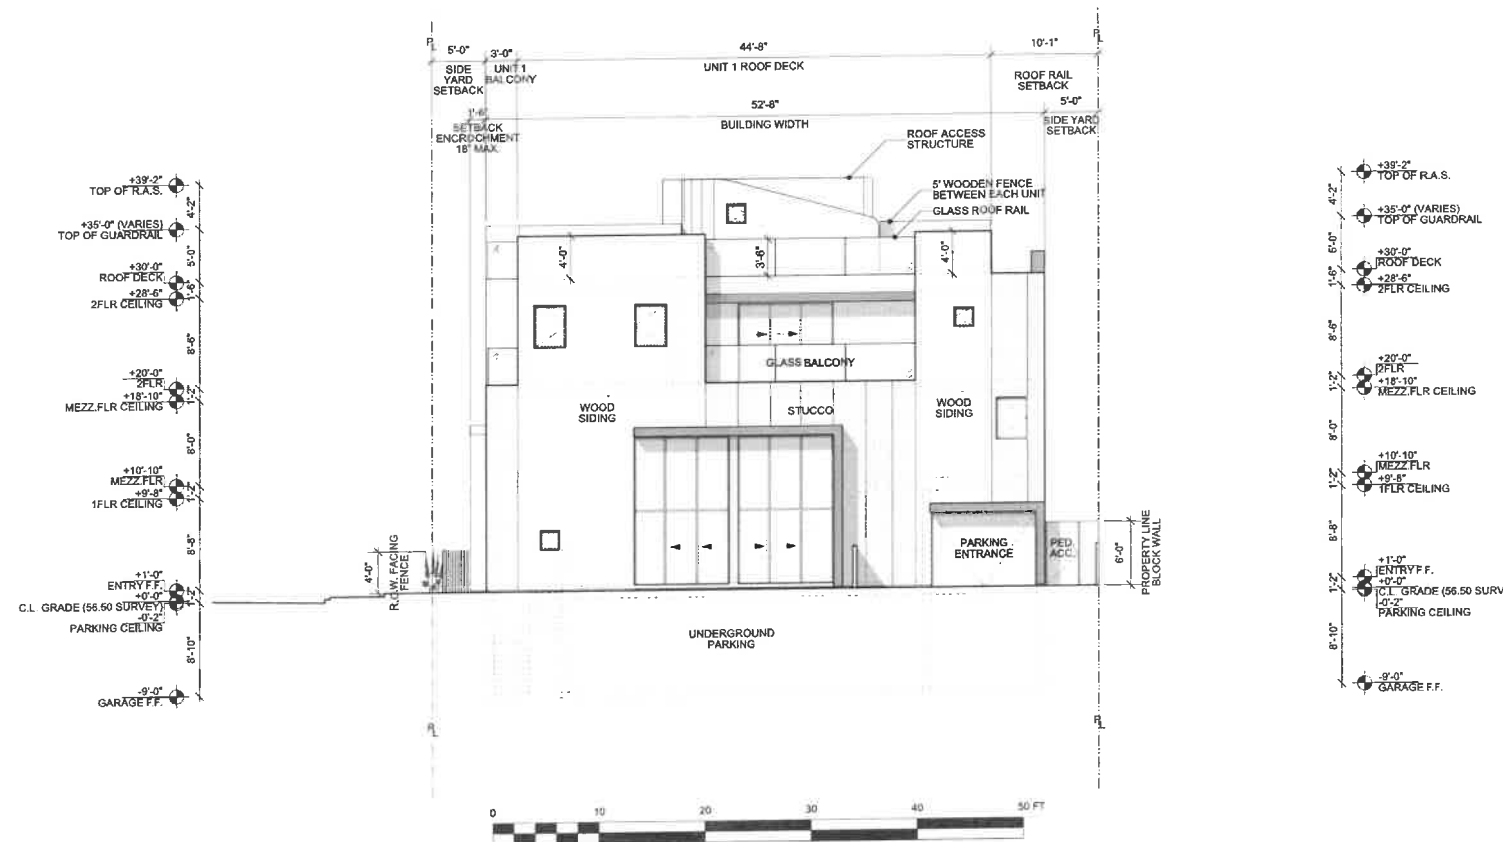 PL
5'-0"
3'-0"
44'-8"
10'-1"
PL
SIDE
YARD
SETBACK
UNIT 1
BALCONY
UNIT 1 ROOF DECK
ROOF RAIL
SETBACK
1'-6"
SETBACK
ENCROCHMENT
18" MAX.
52'-8"
BUILDING WIDTH
5'-0"
SIDE YARD
SETBACK
ROOF ACCESS
STRUCTURE
5' WOODEN FENCE
BETWEEN EACH UNIT
GLASS ROOF RAIL
+39'-2"
TOP OF R.A.S.
4'-2"
+35'-0" (VARIES)
TOP OF GUARDRAIL
5'-0"
+30'-0"
ROOF DECK
1'-6"
+28'-6"
2FLR CEILING
8'-6"
+20'-0"
2FLR
1'-2"
+18'-10"
MEZZ.FLR CEILING
8'-0"
+10'-10"
MEZZ.FLR
1'-2"
+9'-8"
1FLR CEILING
8'-8"
+1'-0"
ENTRY F.F.
1'-2"
+0'-0"
C.L. GRADE (56.50 SURVEY)
-0'-2"
PARKING CEILING
8'-10"
-9'-0"
GARAGE F.F.
4'-0"
3'-6"
4'-0"
GLASS BALCONY
WOOD
SIDING
STUCCO
WOOD
SIDING
PARKING
ENTRANCE
PED.
ACC.
6'-0"
PROPERTY LINE
BLOCK WALL
4'-0"
R.O.W. FACING
FENCE
UNDERGROUND
PARKING
PL
PL
+39'-2"
TOP OF R.A.S.
4'-2"
+35'-0" (VARIES)
TOP OF GUARDRAIL
5'-0"
+30'-0"
ROOF DECK
1'-6"
+28'-6"
2FLR CEILING
8'-6"
+20'-0"
2FLR
1'-2"
+18'-10"
MEZZ.FLR CEILING
8'-0"
+10'-10"
MEZZ.FLR
1'-2"
+9'-8"
1FLR CEILING
8'-8"
+1'-0"
ENTRY F.F.
1'-2"
+0'-0"
C.L. GRADE (56.50 SURV
-0'-2"
PARKING CEILING
8'-10"
-9'-0"
GARAGE F.F.
0 10 20 30 40 50 FT